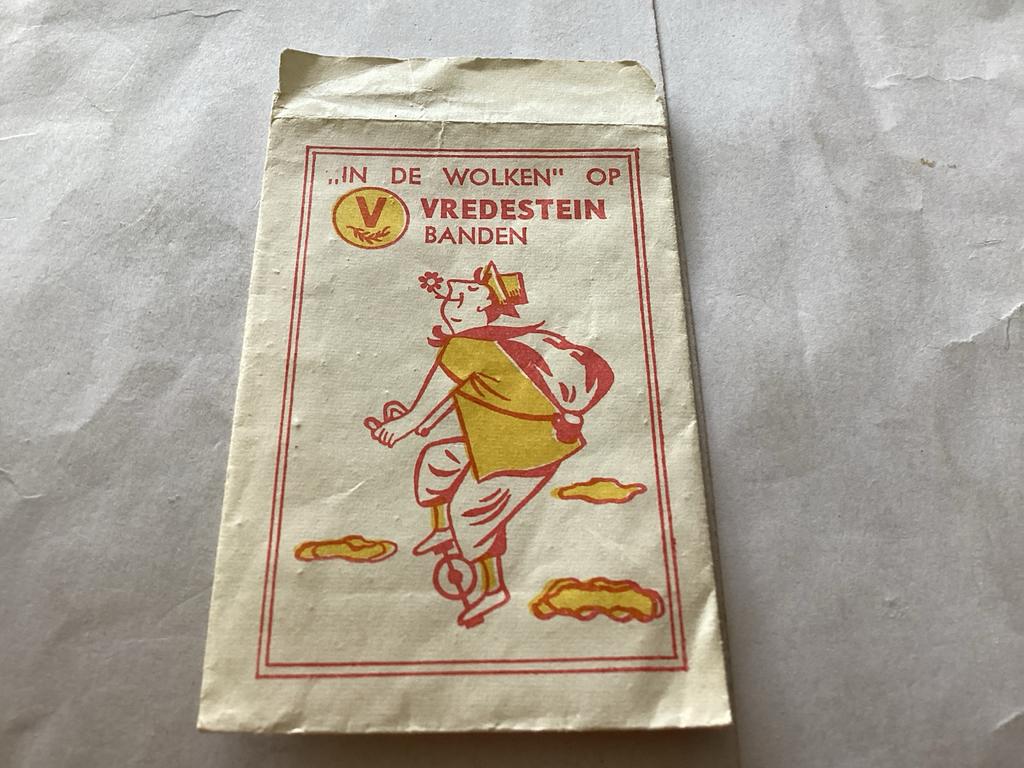 „IN DE WOLKEN" OP
V VREDESTEIN
BANDEN